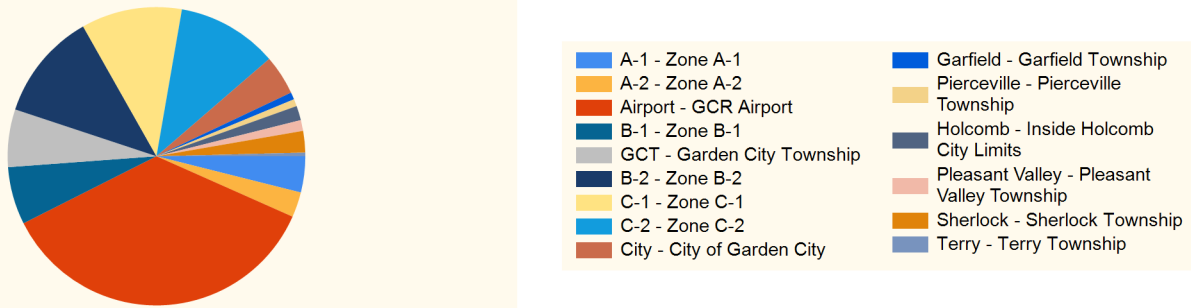 A-1 - Zone A-1
A-2 - Zone A-2
Airport - GCR Airport
B-1 - Zone B-1
GCT - Garden City Township
B-2 - Zone B-2
C-1 - Zone C-1
C-2 - Zone C-2
City - City of Garden City
Garfield - Garfield Township
Pierceville - Pierceville
Township
Holcomb - Inside Holcomb
City Limits
Pleasant Valley - Pleasant
Valley Township
Sherlock - Sherlock Township
Terry - Terry Township